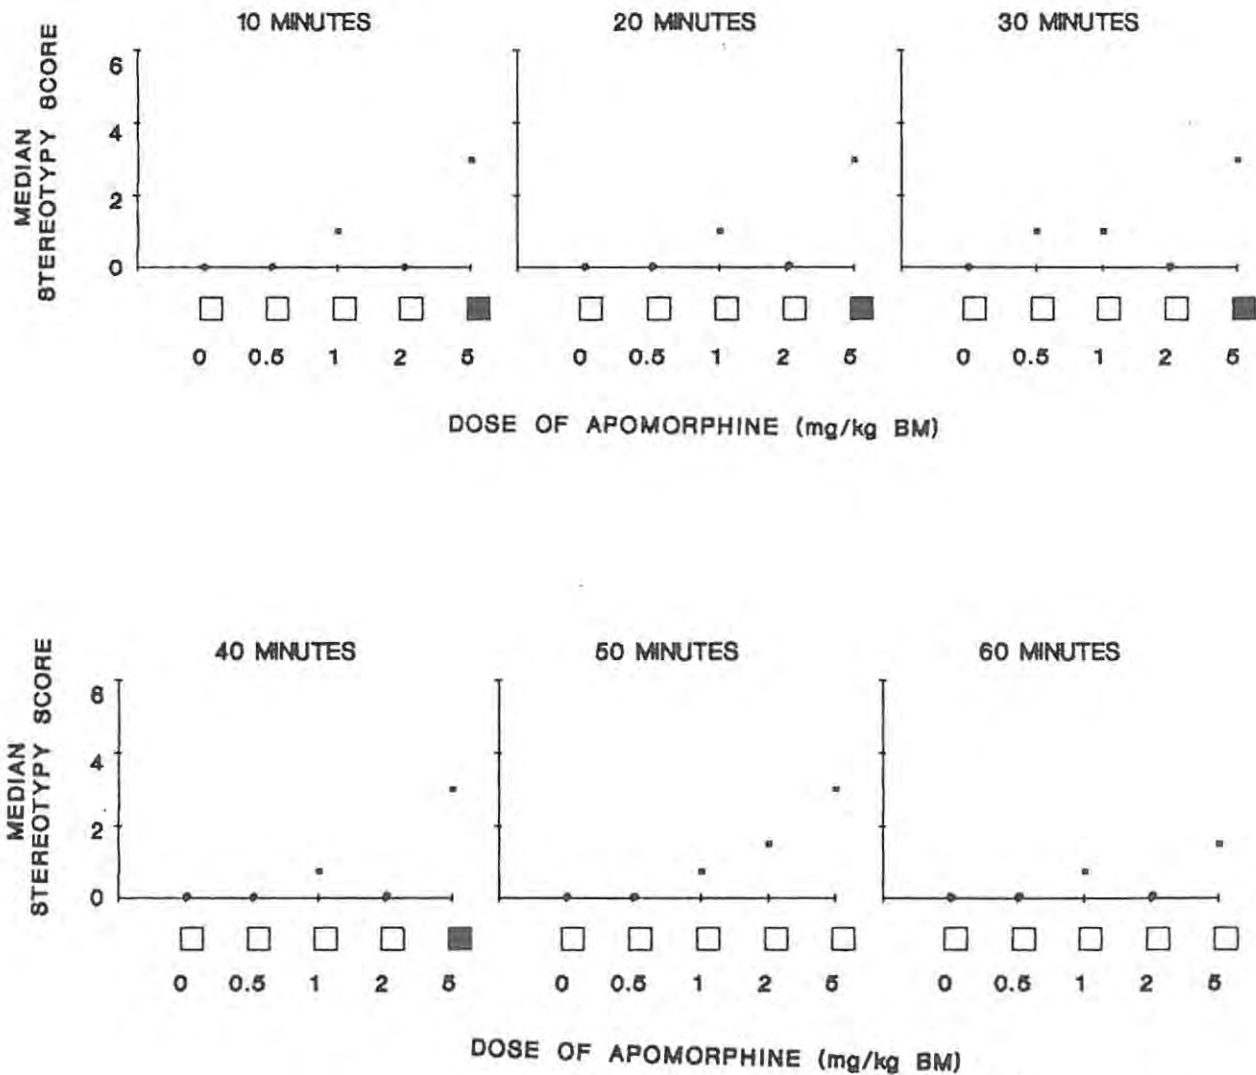 10 MINUTES
20 MINUTES
30 MINUTES
MEDIAN
STEREOTYPY SCORE
6
4
2
0
0 0.5 1 2 5
0 0.5 1 2 5
0 0.5 1 2 5
DOSE OF APOMORPHINE (mg/kg BM)
40 MINUTES
50 MINUTES
60 MINUTES
MEDIAN
STEREOTYPY SCORE
6
4
2
0
0 0.5 1 2 5
0 0.5 1 2 5
0 0.5 1 2 5
DOSE OF APOMORPHINE (mg/kg BM)